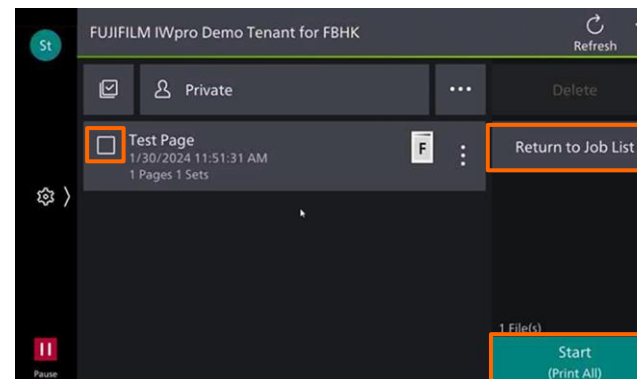 St
FUJIFILM IWpro Demo Tenant for FBHK
Refresh
Private
Delete
Test Page
1/30/2024 11:51:31 AM
1 Pages 1 Sets
F
Return to Job List
1 File(s)
Start
(Print All)
Pause